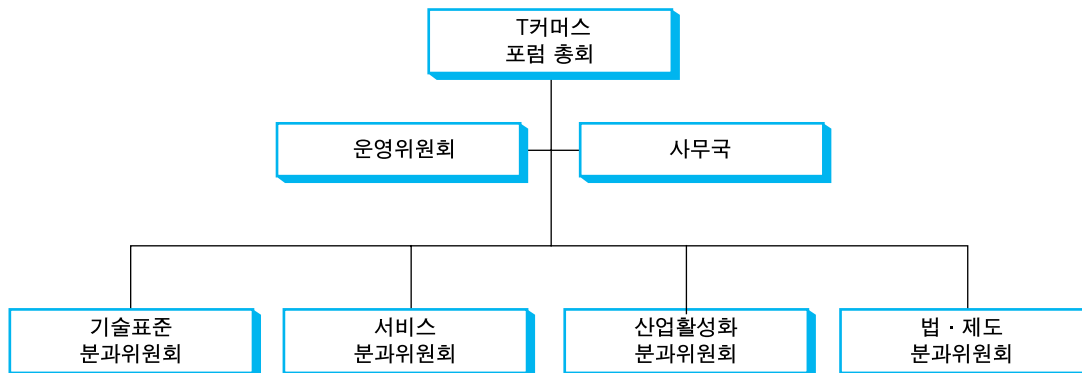 T커머스
포럼 총회
운영위원회
사무국
기술표준
분과위원회
서비스
분과위원회
산업활성화
분과위원회
법 · 제도
분과위원회